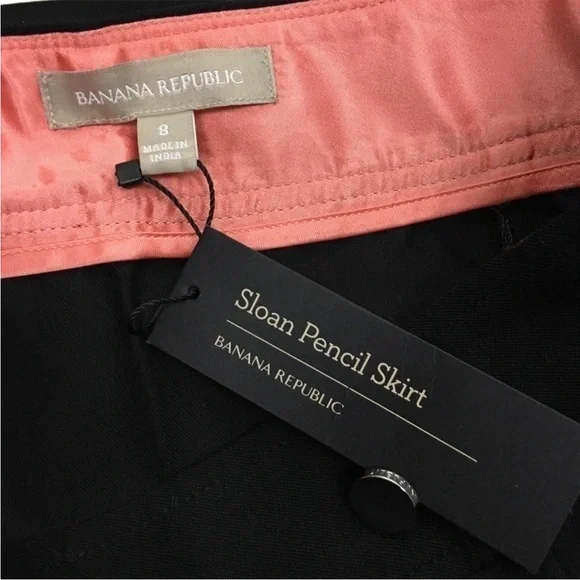 BANANA REPUBLIC
8
MADE IN
INDIA
Sloan Pencil Skirt
BANANA REPUBLIC